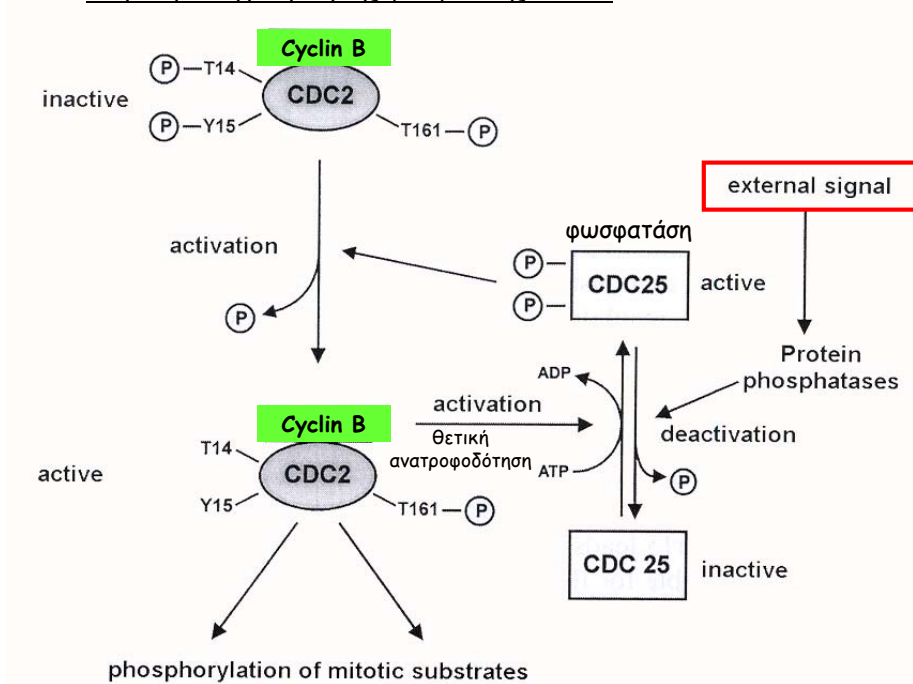 Cyclin B
P T14
CDC2
inactive
P Y15
T161 P
external signal
φωσφατάση
activation
P
CDC25
active
P
P
Protein
phosphatases
ADP
Cyclin B
activation
deactivation
θετική
ανατροφοδότηση
T14
ATP
P
active
CDC2
Y15
T161 P
CDC 25
inactive
phosphorylation of mitotic substrates